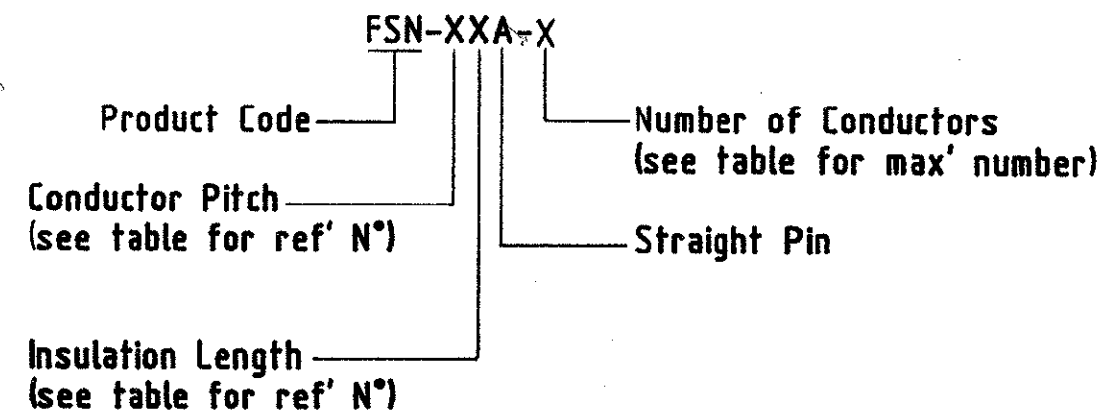 FSN-XXA-X
Product Code
Number of Conductors
(see table for max' number)
Conductor Pitch
(see table for ref' N°)
Straight Pin
Insulation Length
(see table for ref' N°)